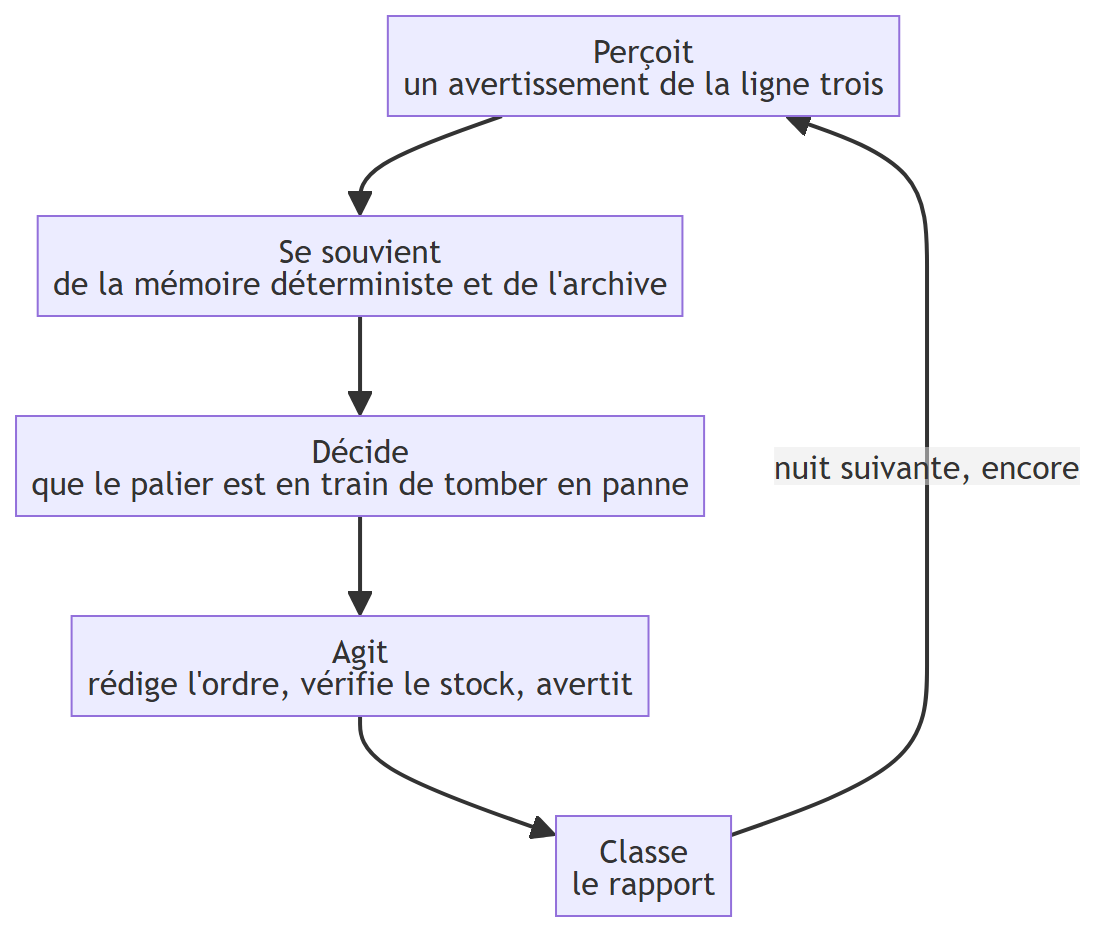 Perçoit
un avertissement de la ligne trois
Se souvient
de la mémoire déterministe et de l'archive
Décide
que le palier est en train de tomber en panne
nuit suivante, encore
Agit
rédige l'ordre, vérifie le stock, avertit
Classe
le rapport